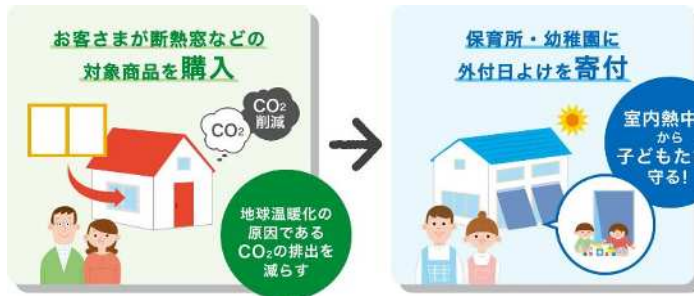 お客さまが断熱窓などの
対象商品を購入
CO2
CO2
削減
地球温暖化の
原因である
CO2の排出を
減らす
保育所・幼稚園に
外付日よけを寄付
室内熱中
から
子どもた
守る!